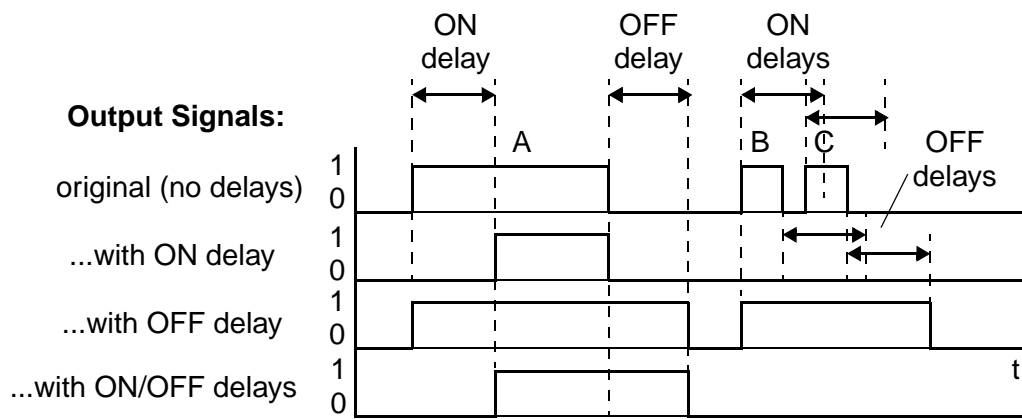 ON
delay
OFF
delay
ON
delays
Output Signals:
A
B
C
OFF
delays
original (no delays)
1
0
...with ON delay
1
0
...with OFF delay
1
0
...with ON/OFF delays
1
0
t